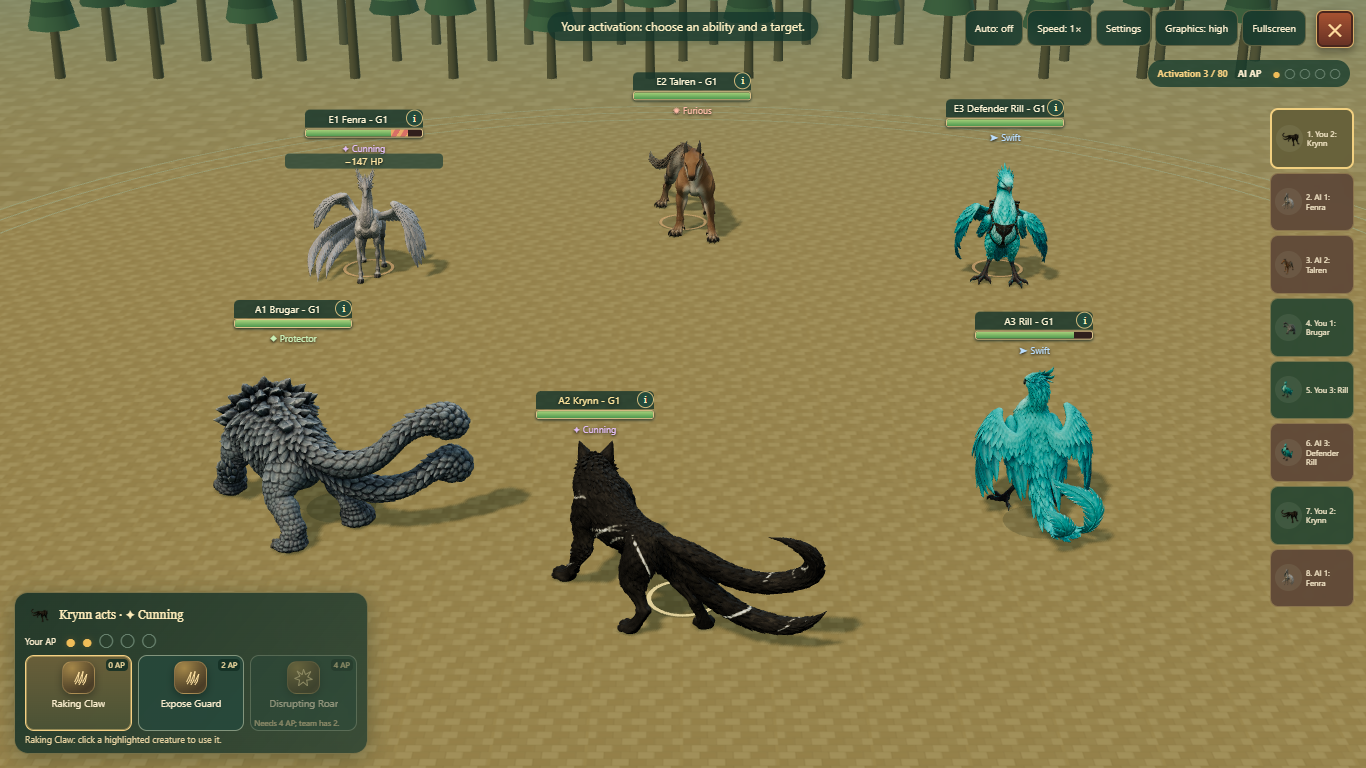 Your activation: choose an ability and a target.
Auto: off
Speed: 1×
Settings
Graphics: high
Fullscreen
Activation 3 / 80 AI AP
E2 Talren - G1
Furious
E1 Fenra - G1
Cunning
−147 HP
E3 Defender Rill - G1
Swift
A1 Brugar - G1
Protector
A3 Rill - G1
Swift
A2 Krynn - G1
Cunning
1. You 2:
Krynn
2. AI 1:
Fenra
3. AI 2:
Talren
4. You 1:
Brugar
5. You 3: Rill
6. AI 3:
Defender
Rill
7. You 2:
Krynn
8. AI 1:
Fenra
Krynn acts · ✦ Cunning
Your AP
0 AP
Raking Claw
2 AP
Expose Guard
4 AP
Disrupting Roar
Needs 4 AP; team has 2.
Raking Claw: click a highlighted creature to use it.